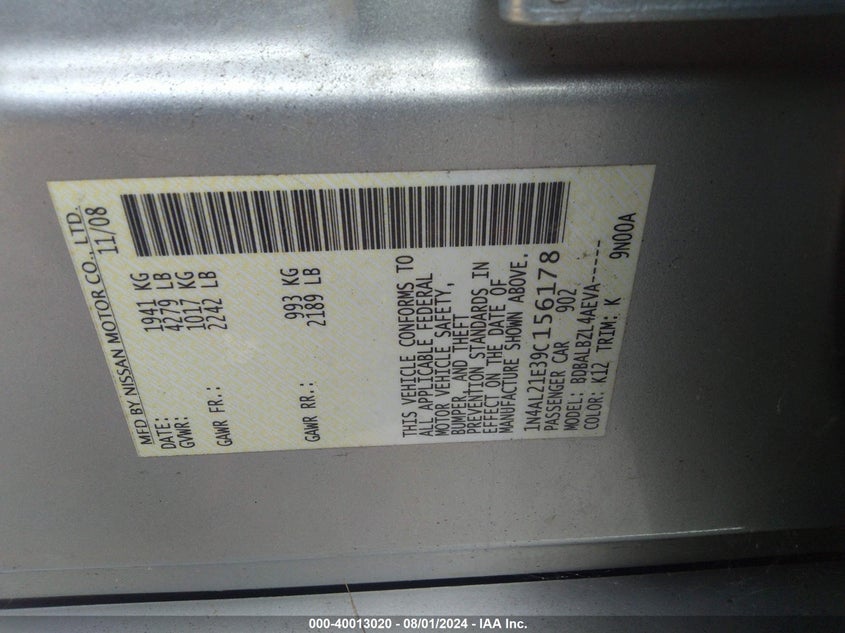 MFD BY NISSAN MOTOR CO., LTD.
DATE: 11/08
GVWR: 1941 KG
4279 LB
GAWR FR.: 1017 KG
2242 LB
GAWR RR.: 993 KG
2189 LB
THIS VEHICLE CONFORMS TO
ALL APPLICABLE FEDERAL
MOTOR VEHICLE SAFETY,
BUMPER, AND THEFT
PREVENTION STANDARDS IN
EFFECT ON THE DATE OF
MANUFACTURE SHOWN ABOVE.
1N4AL21E39C156178
PASSENGER CAR 902
MODEL: BDBALBZL4AEVA-----
COLOR: K12 TRIM: K 9N00A
000-40013020 - 08/01/2024 - IAA Inc.